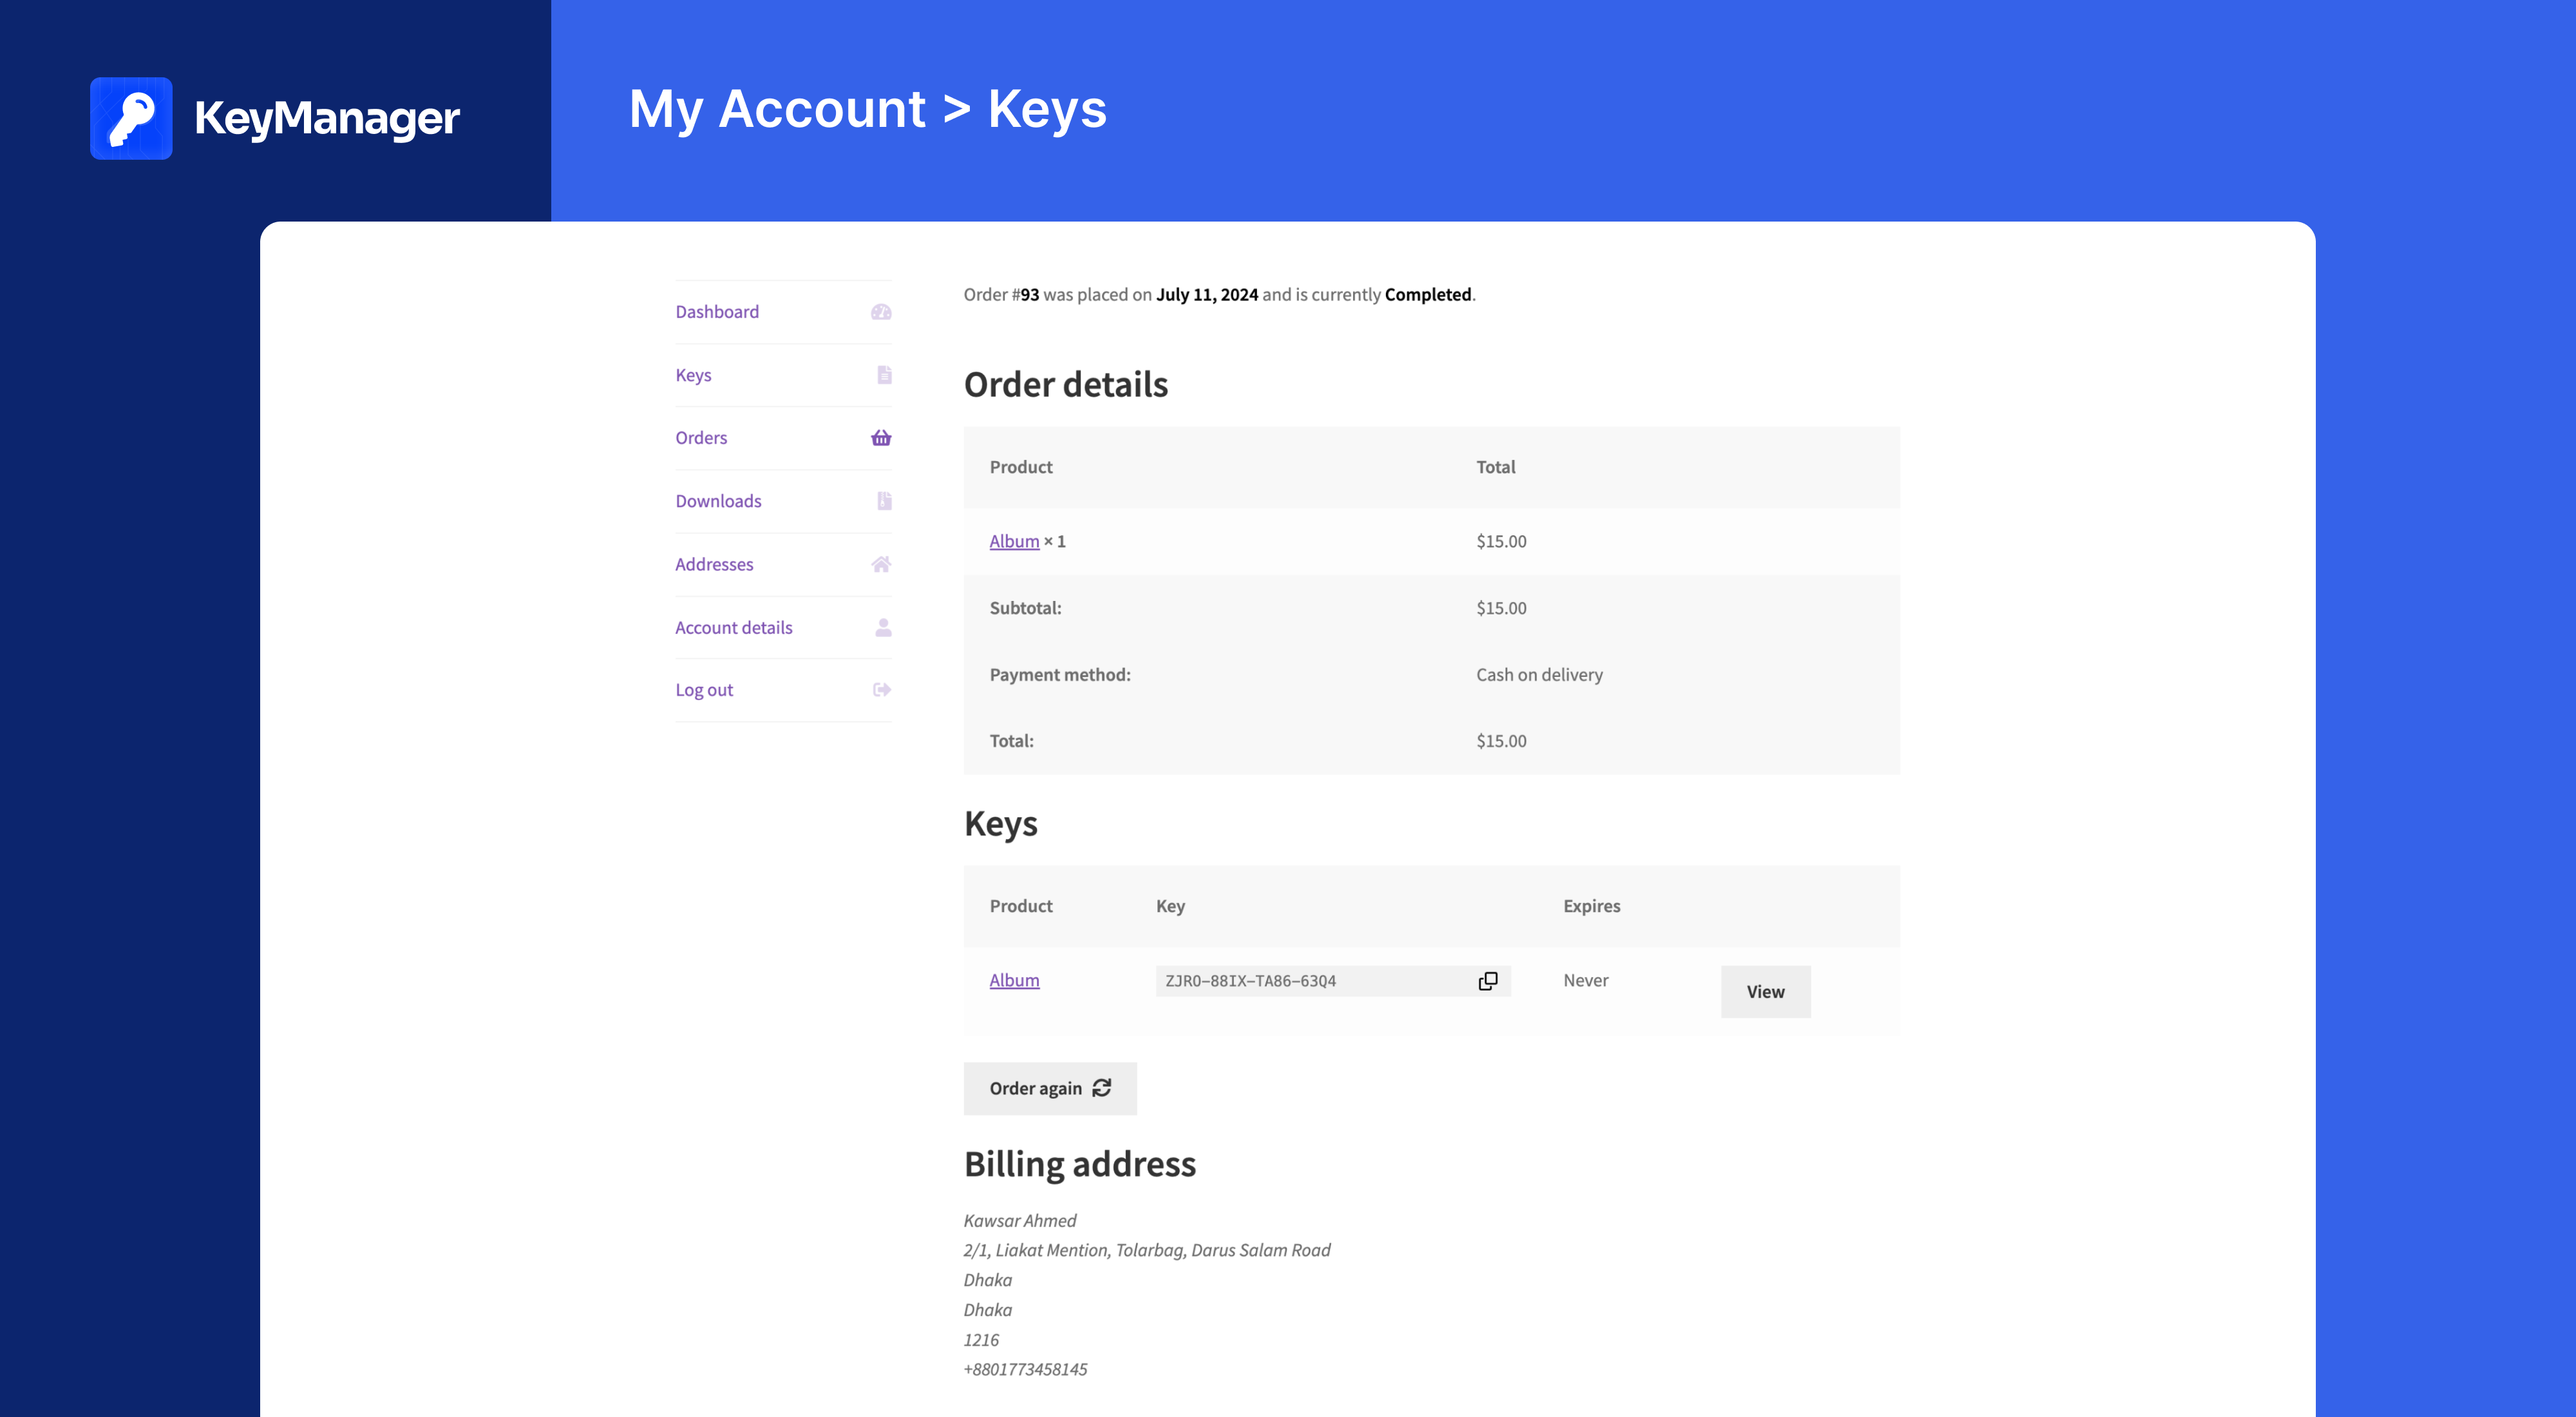 KeyManager
My Account > Keys
Dashboard
Keys
Orders
Downloads
Addresses
Account details
Log out
Order #93 was placed on July 11, 2024 and is currently Completed.
Order details
Product Total
Album × 1 $15.00
Subtotal: $15.00
Payment method: Cash on delivery
Total: $15.00
Keys
Product Key Expires
Album ZJRO-88IX-TA86-63Q4 Never View
Order again
Billing address
Kawsar Ahmed
2/1, Liakat Mention, Tolarbag, Darus Salam Road
Dhaka
Dhaka
1216
+8801773458145